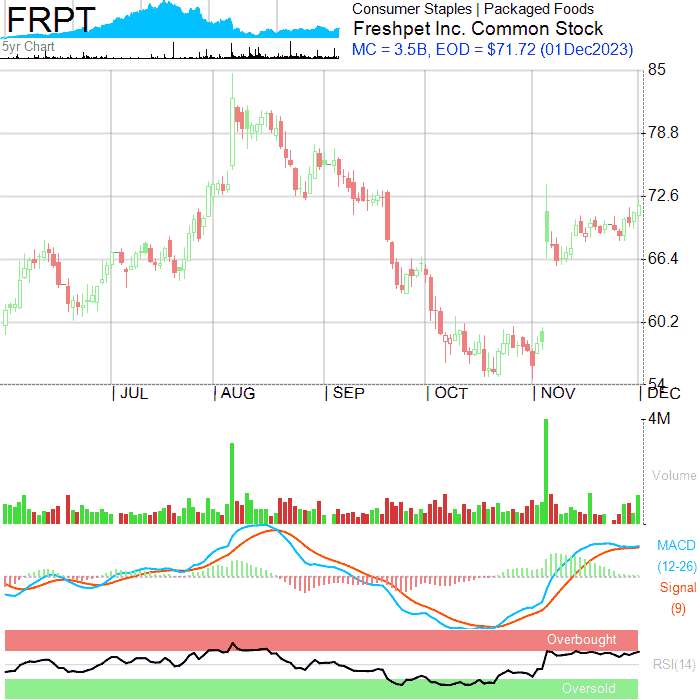 FRPT
5yr Chart
Consumer Staples | Packaged Foods
Freshpet Inc. Common Stock
MC = 3.5B, EOD = $71.72 (01Dec2023)
85
78.8
72.6
66.4
60.2
54
| JUL | AUG | SEP | OCT | NOV | DEC
4M
Volume
MACD
(12-26)
Signal
(9)
Overbought
RSI(14)
Oversold